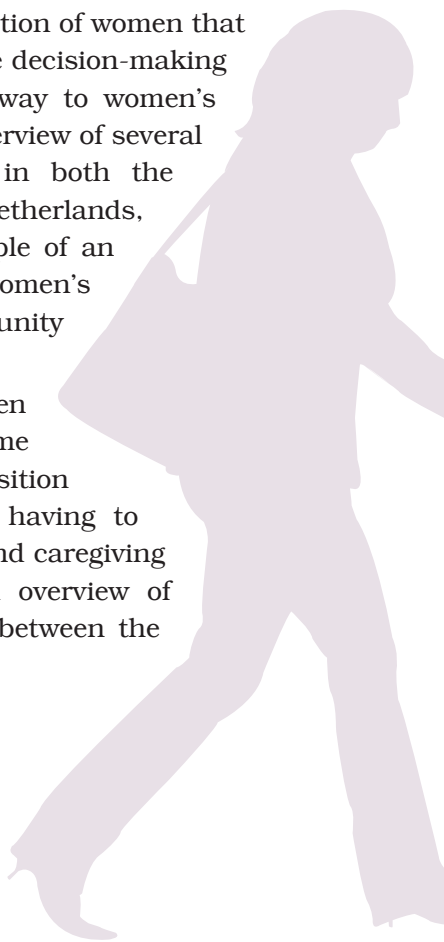 tion of women that
decision-making
way to women's
erview of several
in both the
etherlands,
ple of an
omen's
unity
en
me
sition
having to
nd caregiving
overview of
between the